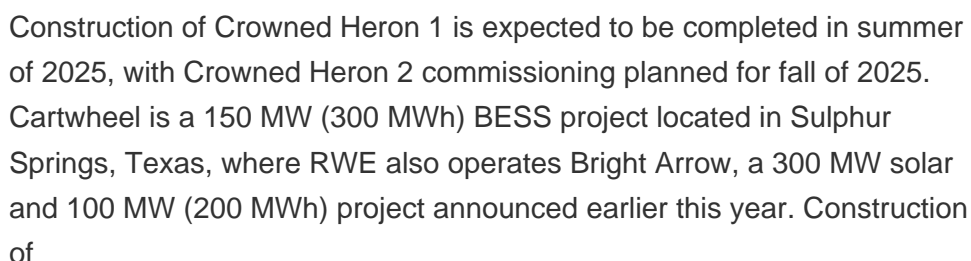 Construction of Crowned Heron 1 is expected to be completed in summer
of 2025, with Crowned Heron 2 commissioning planned for fall of 2025.
Cartwheel is a 150 MW (300 MWh) BESS project located in Sulphur
Springs, Texas, where RWE also operates Bright Arrow, a 300 MW solar
and 100 MW (200 MWh) project announced earlier this year. Construction
of